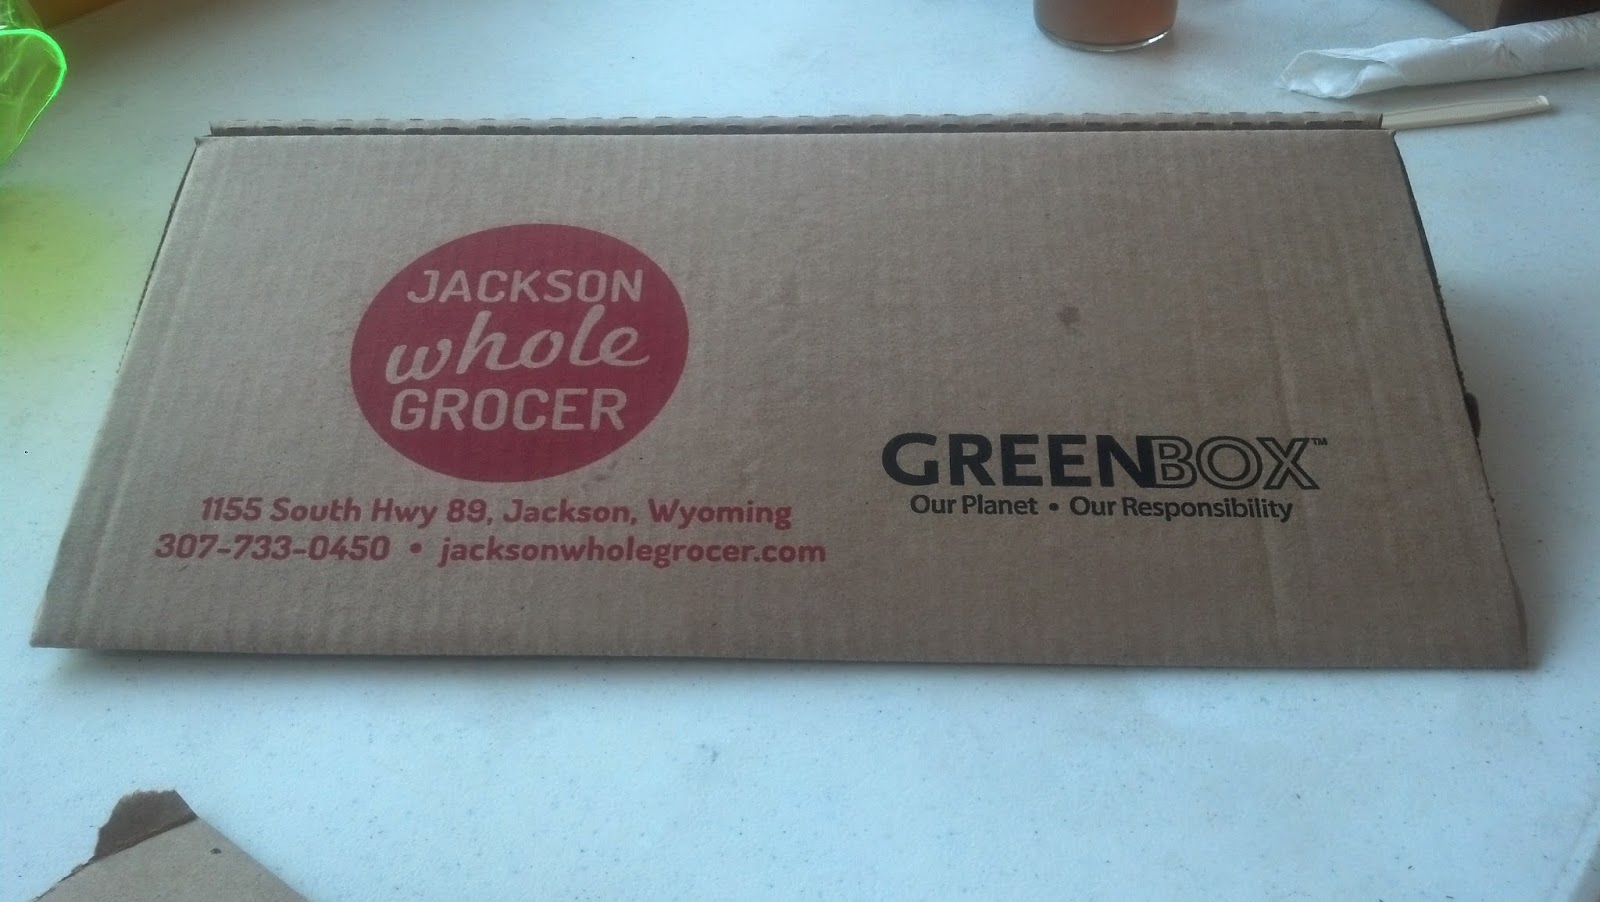 JACKSON
whole
GROCER
1155 South Hwy 89, Jackson, Wyoming
307-733-0450 • jacksonwholegrocer.com
GREENBOX™
Our Planet • Our Responsibility